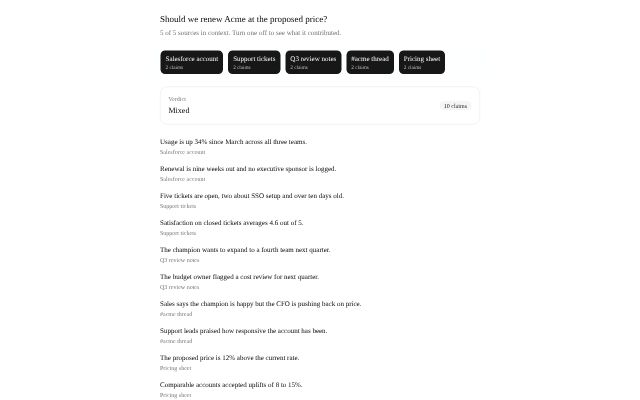 Should we renew Acme at the proposed price?
5 of 5 sources in context. Turn one off to see what it contributed.
Salesforce account
2 claims
Support tickets
2 claims
Q3 review notes
2 claims
#acme thread
2 claims
Pricing sheet
2 claims
Verdict
Mixed
10 claims
Usage is up 34% since March across all three teams.
Salesforce account
Renewal is nine weeks out and no executive sponsor is logged.
Salesforce account
Five tickets are open, two about SSO setup and over ten days old.
Support tickets
Satisfaction on closed tickets averages 4.6 out of 5.
Support tickets
The champion wants to expand to a fourth team next quarter.
Q3 review notes
The budget owner flagged a cost review for next quarter.
Q3 review notes
Sales says the champion is happy but the CFO is pushing back on price.
#acme thread
Support leads praised how responsive the account has been.
#acme thread
The proposed price is 12% above the current rate.
Pricing sheet
Comparable accounts accepted uplifts of 8 to 15%.
Pricing sheet